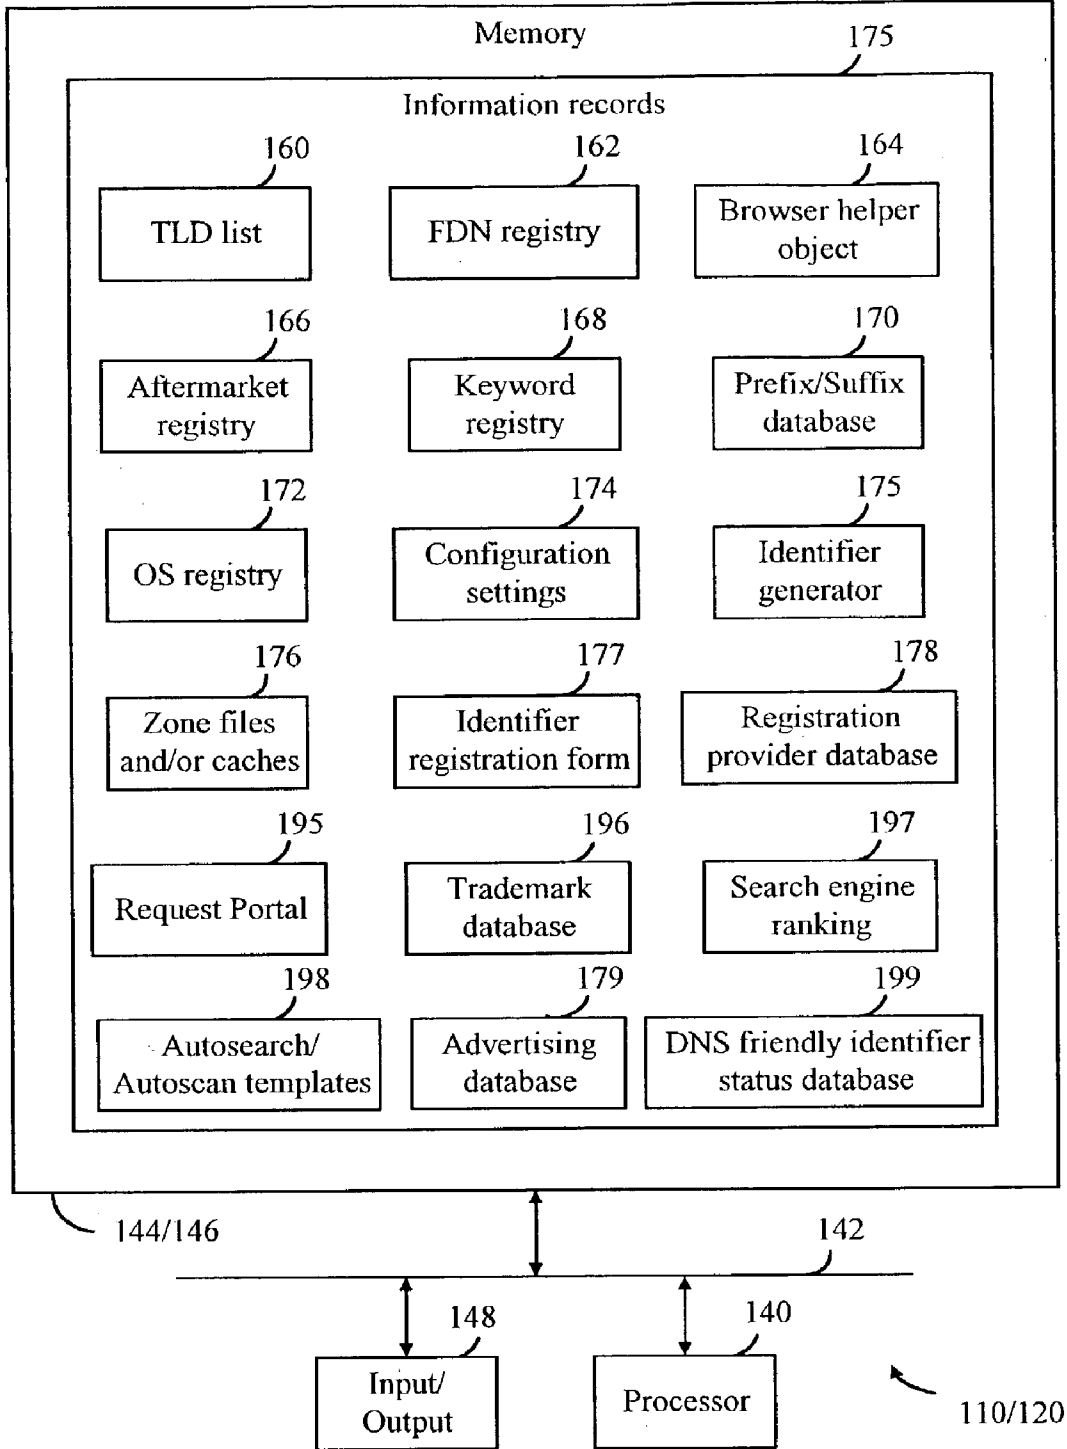 Memory
175
Information records
160
162
164
TLD list
FDN registry
Browser helper
object
166
168
170
Aftermarket
registry
Keyword
registry
Prefix/Suffix
database
172
174
175
OS registry
Configuration
settings
Identifier
generator
176
177
178
Zone files
and/or caches
Identifier
registration form
Registration
provider database
195
196
197
Request Portal
Trademark
database
Search engine
ranking
198
179
199
Autosearch/
Autoscan templates
Advertising
database
DNS friendly identifier
status database
144/146
142
148
140
Input/
Output
Processor
110/120